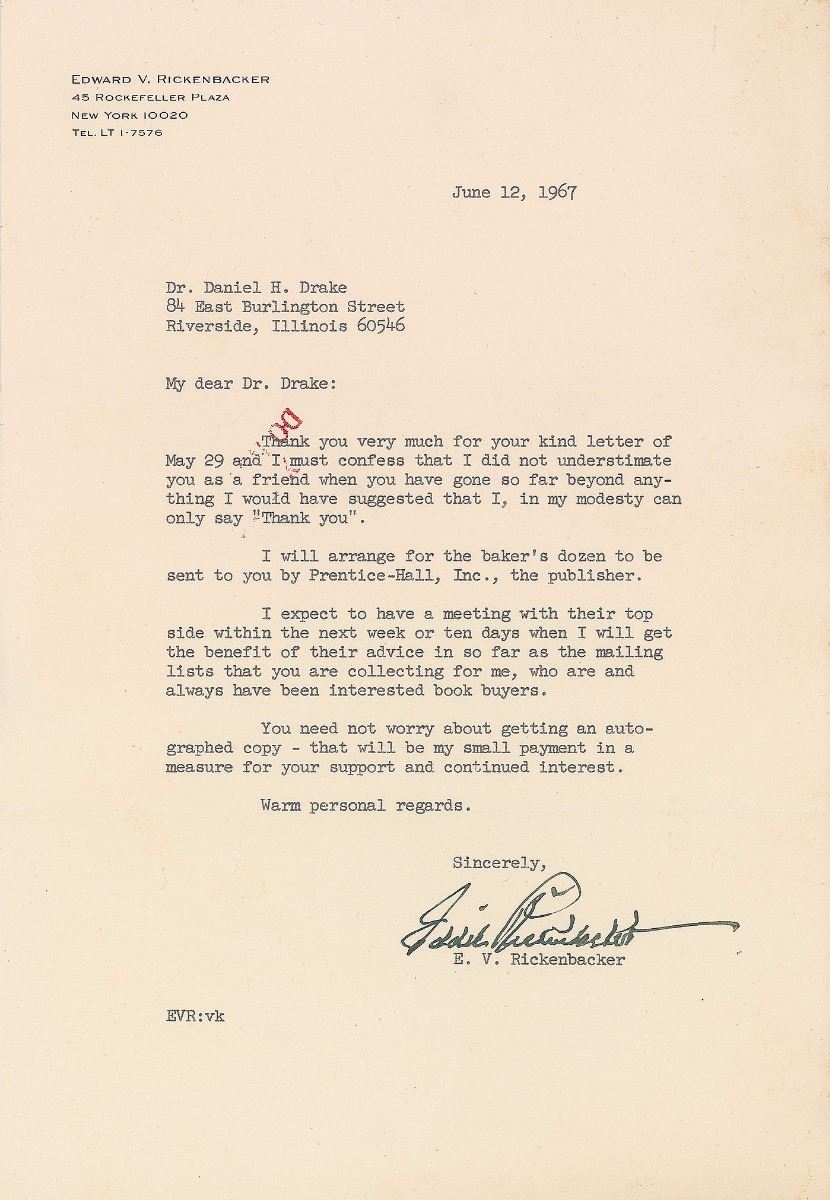 EDWARD V. RICKENBACKER
45 ROCKEFELLER PLAZA
NEW YORK 10020
TEL. LT 1-7576
June 12, 1967
Dr. Daniel H. Drake
84 East Burlington Street
Riverside, Illinois 60546
My dear Dr. Drake:
Thank you very much for your kind letter of
May 29 and I must confess that I did not understimate
you as a friend when you have gone so far beyond any-
thing I would have suggested that I, in my modesty can
only say "Thank you".
I will arrange for the baker's dozen to be
sent to you by Prentice-Hall, Inc., the publisher.
I expect to have a meeting with their top
side within the next week or ten days when I will get
the benefit of their advice in so far as the mailing
lists that you are collecting for me, who are and
always have been interested book buyers.
You need not worry about getting an auto-
graphed copy - that will be my small payment in a
measure for your support and continued interest.
Warm personal regards.
Sincerely,
Eddie Rickenbacker
E. V. Rickenbacker
EVR:vk